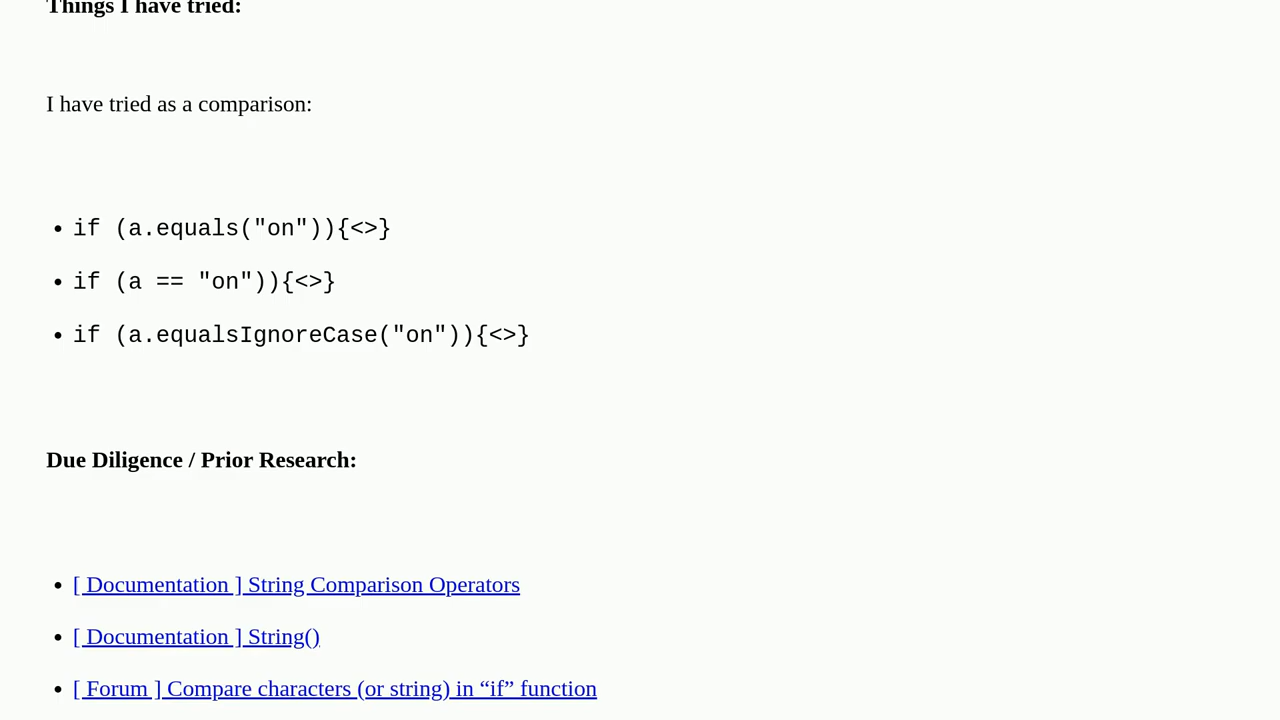 Things I have tried:
I have tried as a comparison:
• if (a.equals("on")){<>}
• if (a == "on")){<>}
• if (a.equalsIgnoreCase("on")){<>}
Due Diligence / Prior Research:
• [ Documentation ] String Comparison Operators
• [ Documentation ] String()
• [ Forum ] Compare characters (or string) in “if” function